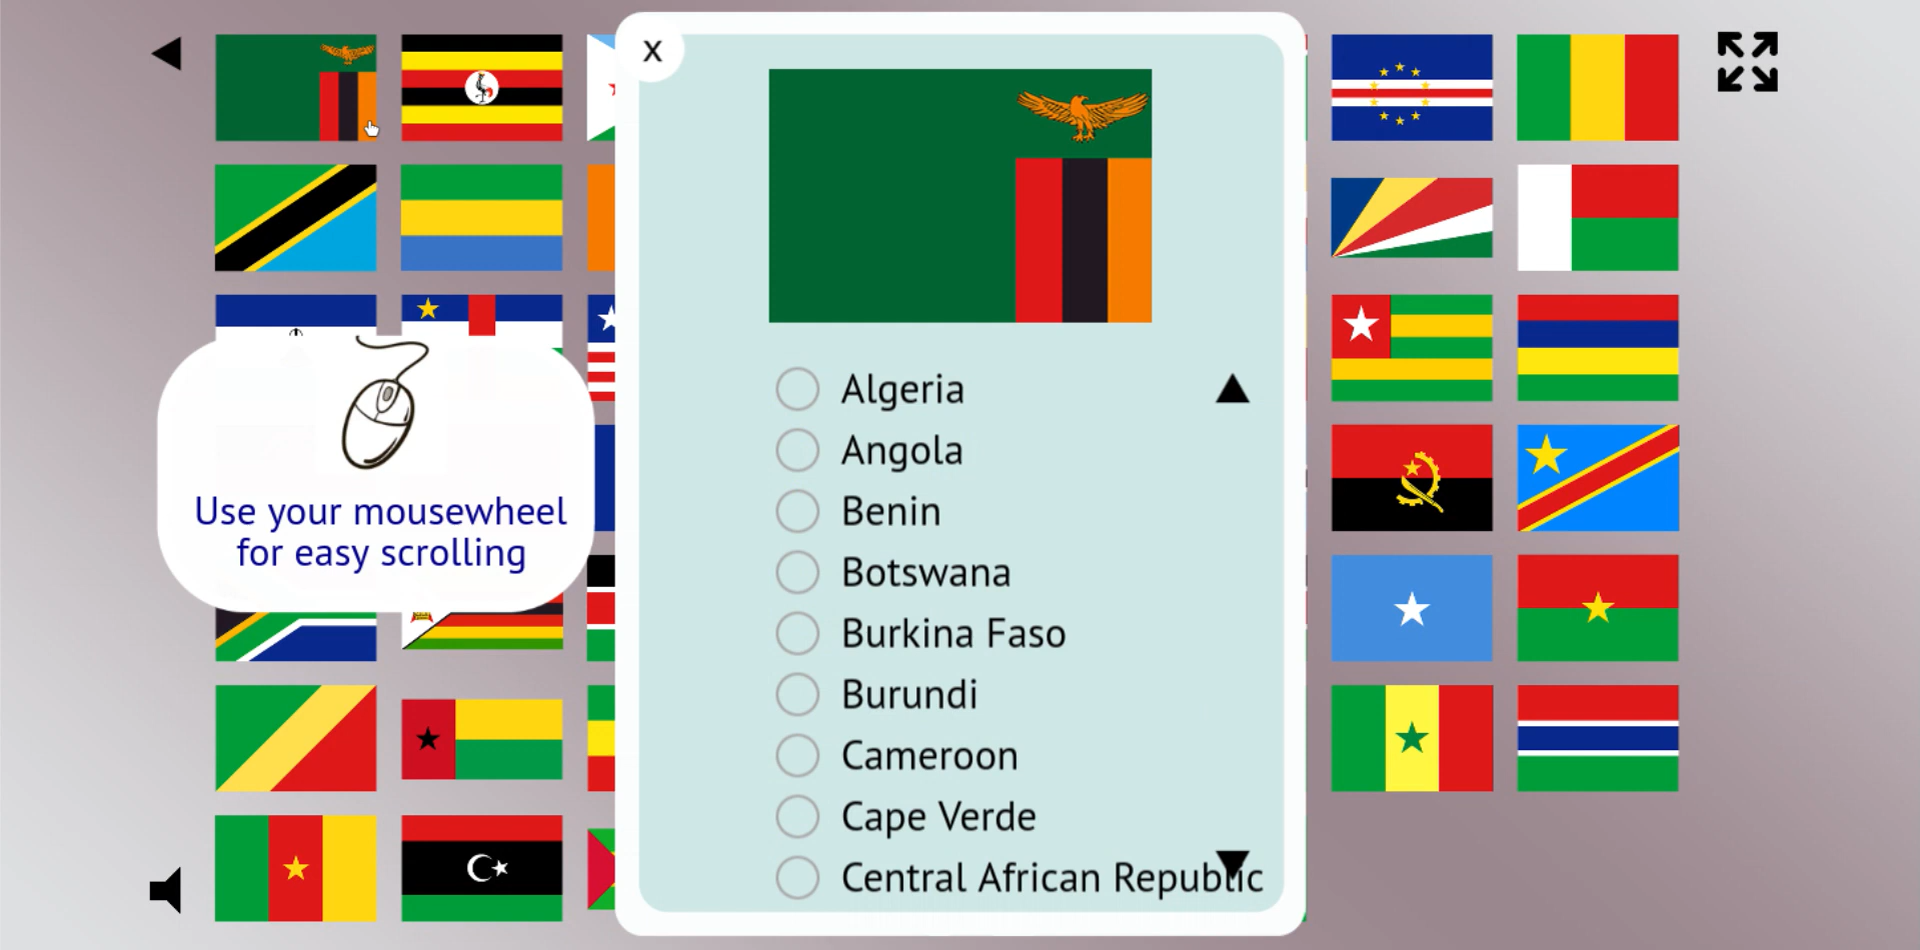 X
Algeria
Angola
Benin
Botswana
Burkina Faso
Burundi
Cameroon
Cape Verde
Central African Republic
Use your mousewheel
for easy scrolling